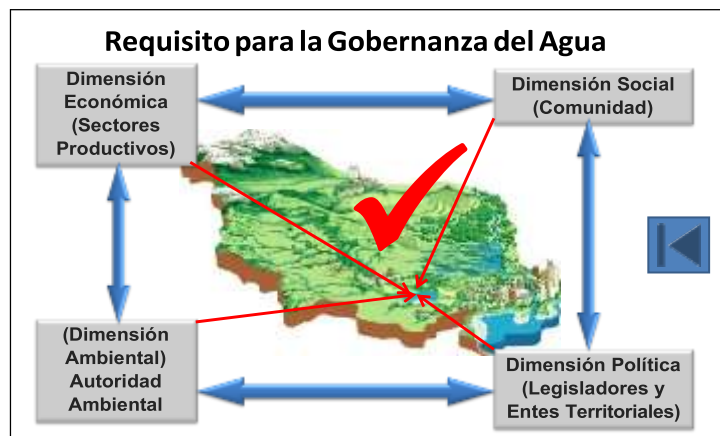 Requisito para la Gobernanza del Agua
Dimensión
Económica
(Sectores
Productivos)
Dimensión Social
(Comunidad)
(Dimensión
Ambiental)
Autoridad
Ambiental
Dimensión Política
(Legisladores y
Entes Territoriales)